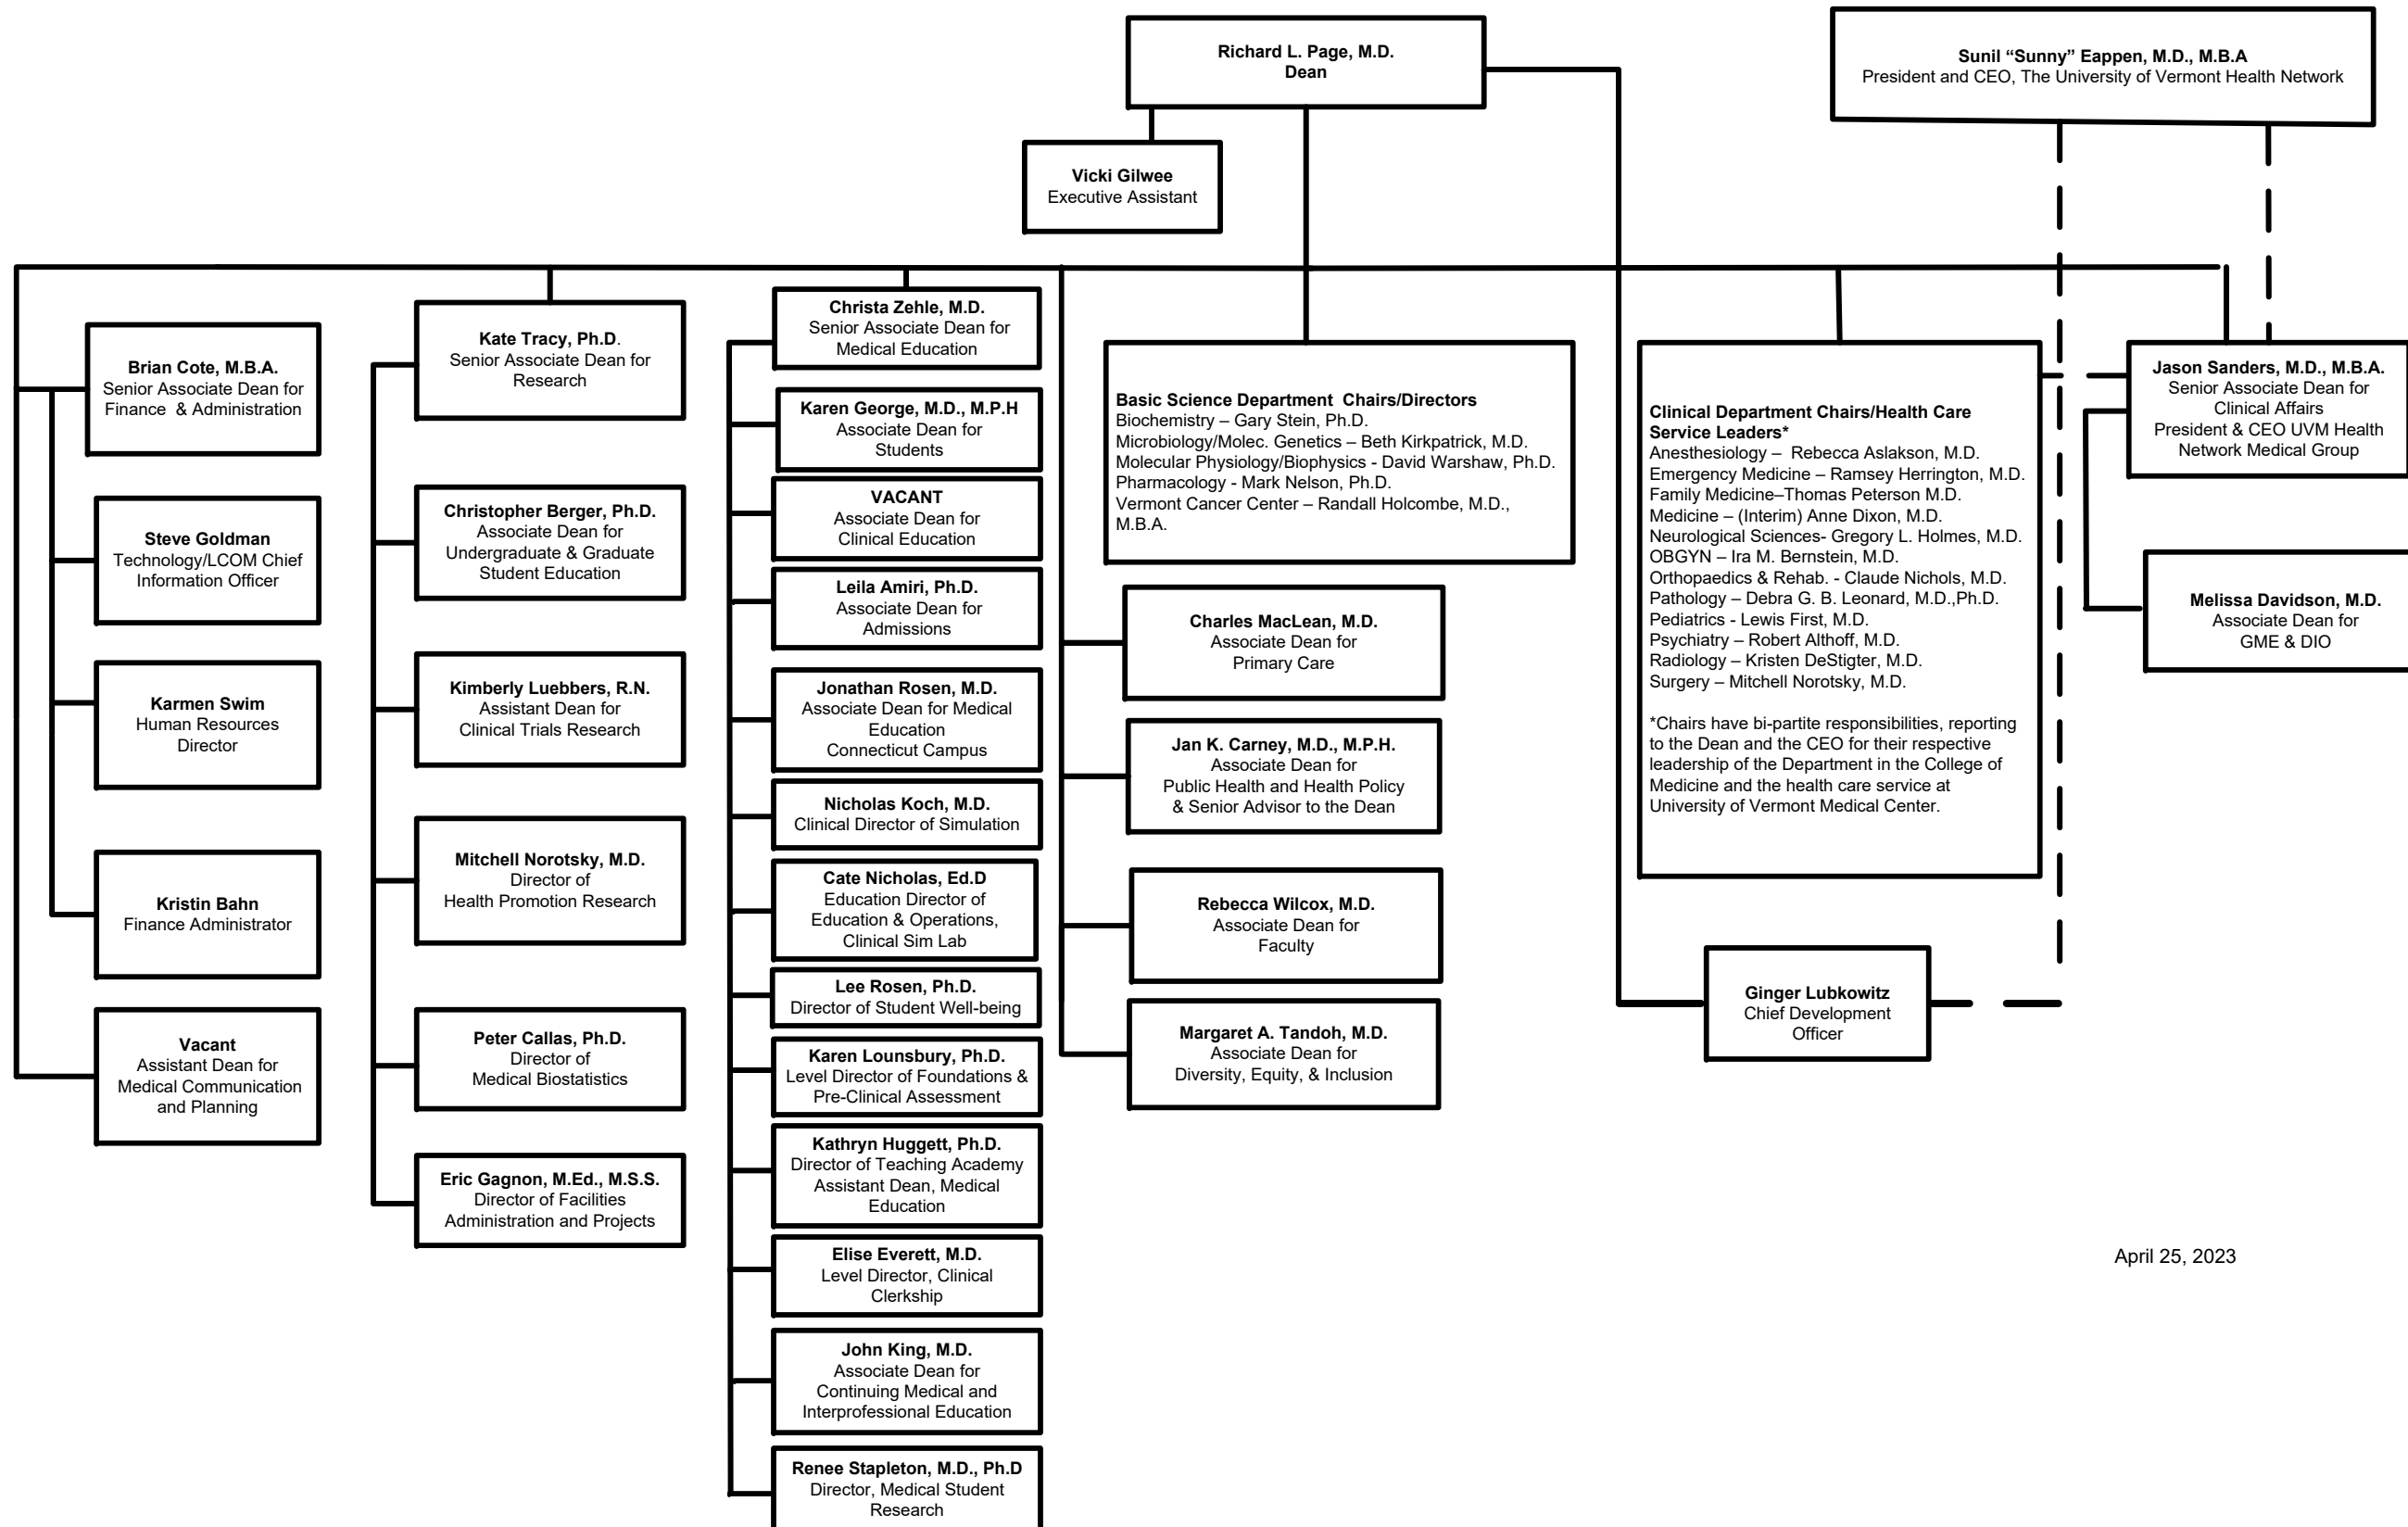 Richard L. Page, M.D.
Dean
Sunil “Sunny” Eappen, M.D., M.B.A
President and CEO, The University of Vermont Health Network
Vicki Gilwee
Executive Assistant
Brian Cote, M.B.A.
Senior Associate Dean for
Finance  & Administration
Steve Goldman
Technology/LCOM Chief
Information Officer
Karmen Swim
Human Resources
Director
Kristin Bahn
Finance Administrator
Vacant
Assistant Dean for
Medical Communication
and Planning
Kate Tracy, Ph.D.
Senior Associate Dean for
Research
Christopher Berger, Ph.D.
Associate Dean for
Undergraduate & Graduate
Student Education
Kimberly Luebbers, R.N.
Assistant Dean for
Clinical Trials Research
Mitchell Norotsky, M.D.
Director of
Health Promotion Research
Peter Callas, Ph.D.
Director of
Medical Biostatistics
Eric Gagnon, M.Ed., M.S.S.
Director of Facilities
Administration and Projects
Christa Zehle, M.D.
Senior Associate Dean for
Medical Education
Karen George, M.D., M.P.H
Associate Dean for
Students
VACANT
Associate Dean for
Clinical Education
Leila Amiri, Ph.D.
Associate Dean for
Admissions
Jonathan Rosen, M.D.
Associate Dean for Medical
Education
Connecticut Campus
Nicholas Koch, M.D.
Clinical Director of Simulation
Cate Nicholas, Ed.D
Education Director of
Education & Operations,
Clinical Sim Lab
Lee Rosen, Ph.D.
Director of Student Well-being
Karen Lounsbury, Ph.D.
Level Director of Foundations &
Pre-Clinical Assessment
Kathryn Huggett, Ph.D.
Director of Teaching Academy
Assistant Dean, Medical
Education
Elise Everett, M.D.
Level Director, Clinical
Clerkship
John King, M.D.
Associate Dean for
Continuing Medical and
Interprofessional Education
Renee Stapleton, M.D., Ph.D
Director, Medical Student
Research
Basic Science Department  Chairs/Directors
Biochemistry – Gary Stein, Ph.D.
Microbiology/Molec. Genetics – Beth Kirkpatrick, M.D.
Molecular Physiology/Biophysics - David Warshaw, Ph.D.
Pharmacology - Mark Nelson, Ph.D.
Vermont Cancer Center – Randall Holcombe, M.D.,
M.B.A.
Charles MacLean, M.D.
Associate Dean for
Primary Care
Jan K. Carney, M.D., M.P.H.
Associate Dean for
Public Health and Health Policy
& Senior Advisor to the Dean
Rebecca Wilcox, M.D.
Associate Dean for
Faculty
Margaret A. Tandoh, M.D.
Associate Dean for
Diversity, Equity, & Inclusion
Clinical Department Chairs/Health Care
Service Leaders*
Anesthesiology –  Rebecca Aslakson, M.D.
Emergency Medicine – Ramsey Herrington, M.D.
Family Medicine–Thomas Peterson M.D.
Medicine – (Interim) Anne Dixon, M.D.
Neurological Sciences- Gregory L. Holmes, M.D.
OBGYN – Ira M. Bernstein, M.D.
Orthopaedics & Rehab. - Claude Nichols, M.D.
Pathology – Debra G. B. Leonard, M.D.,Ph.D.
Pediatrics - Lewis First, M.D.
Psychiatry – Robert Althoff, M.D.
Radiology – Kristen DeStigter, M.D.
Surgery – Mitchell Norotsky, M.D.
*Chairs have bi-partite responsibilities, reporting
to the Dean and the CEO for their respective
leadership of the Department in the College of
Medicine and the health care service at
University of Vermont Medical Center.
Ginger Lubkowitz
Chief Development
Officer
Jason Sanders, M.D., M.B.A.
Senior Associate Dean for
Clinical Affairs
President & CEO UVM Health
Network Medical Group
Melissa Davidson, M.D.
Associate Dean for
GME & DIO
April 25, 2023